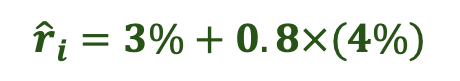 r̂ᵢ = 3% + 0.8×(4%)